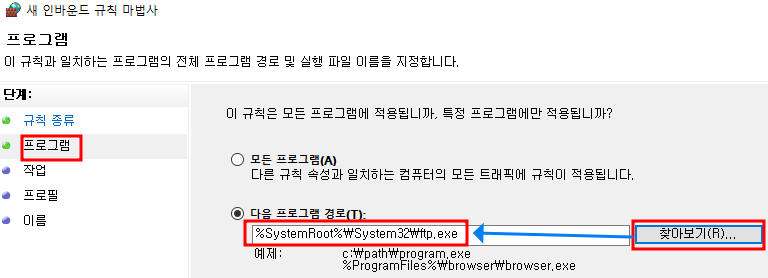 새 인바운드 규칙 마법사
프로그램
이 규칙과 일치하는 프로그램의 전체 프로그램 경로 및 실행 파일 이름을 지정합니다.
단계:
규칙 종류
프로그램
작업
프로필
이름
이 규칙은 모든 프로그램에 적용됩니까, 특정 프로그램에만 적용됩니까?
모든 프로그램(A)
다른 규칙 속성과 일치하는 컴퓨터의 모든 트래픽에 규칙이 적용됩니다.
다음 프로그램 경로(T):
%SystemRoot%₩System32₩ftp.exe 찾아보기(R)...
예제: c:₩path₩program.exe
%ProgramFiles%₩browser₩browser.exe